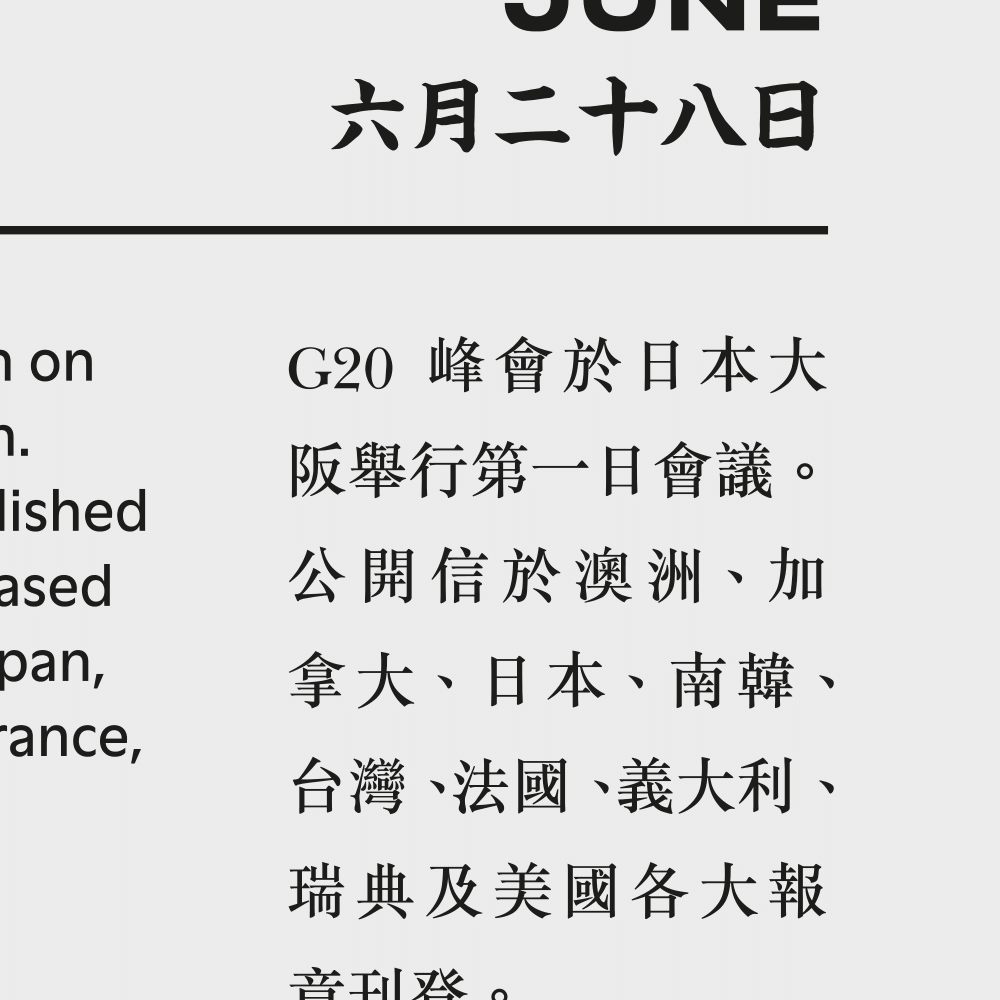 JUNE
六月二十八日
on
lished
ased
pan,
rance,
G20 峰會於日本大
阪舉行第一日會議。
公開信於澳洲、加
拿大、日本、南韓、
台灣、法國、義大利、
瑞典及美國各大報
章刊登。